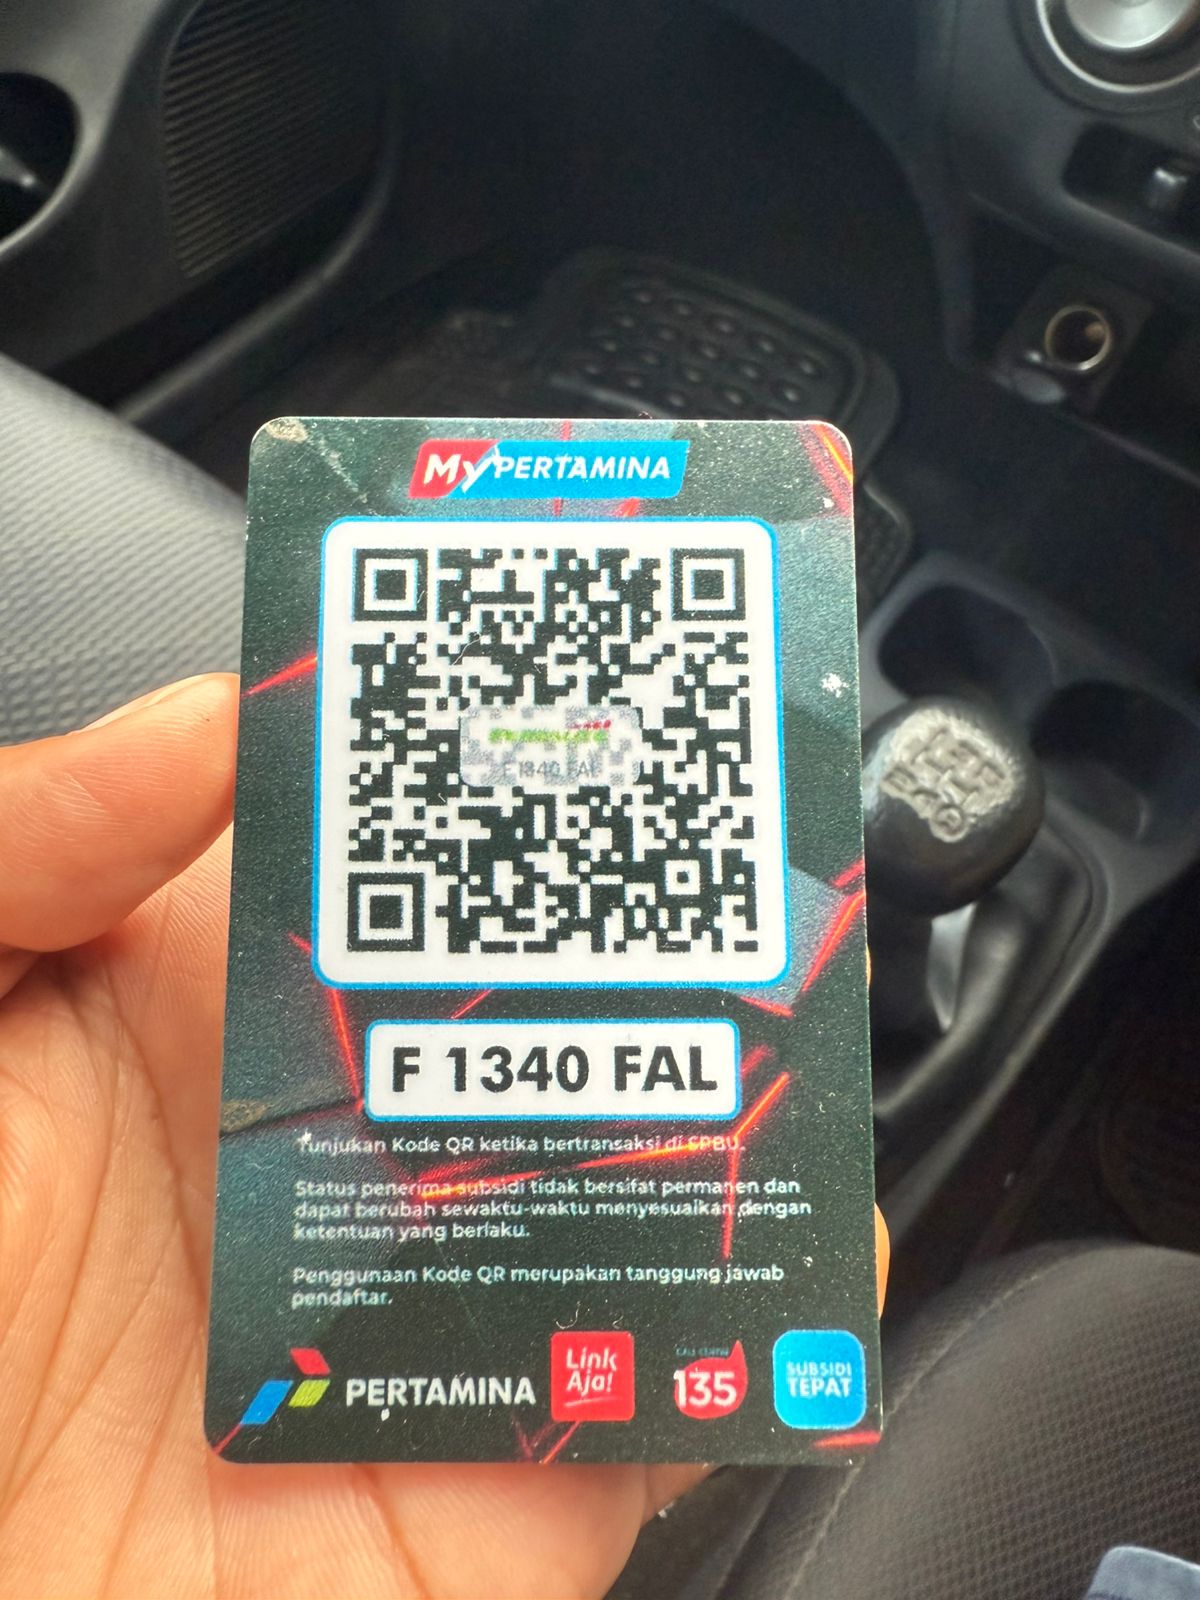 MyPERTAMINA
F 1340 FAL
F 1340 FAL
Tunjukan Kode QR ketika bertransaksi di SPBU.
Status penerima subsidi tidak bersifat permanen dan
dapat berubah sewaktu-waktu menyesuaikan dengan
ketentuan yang berlaku.
Penggunaan Kode QR merupakan tanggung jawab
pendaftar.
PERTAMINA
Link
Aja!
135
SUBSIDI
TEPAT